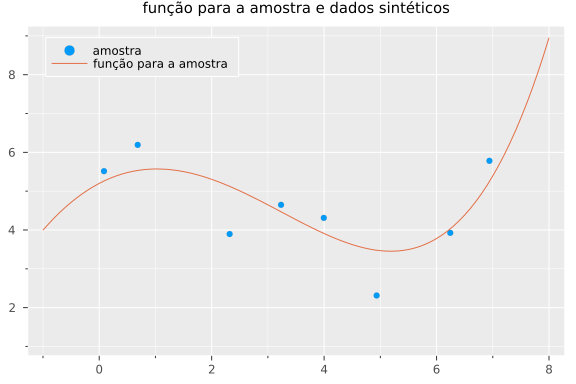 função para a amostra e dados sintéticos
amostra
função para a amostra
8
6
4
2
0 2 4 6 8